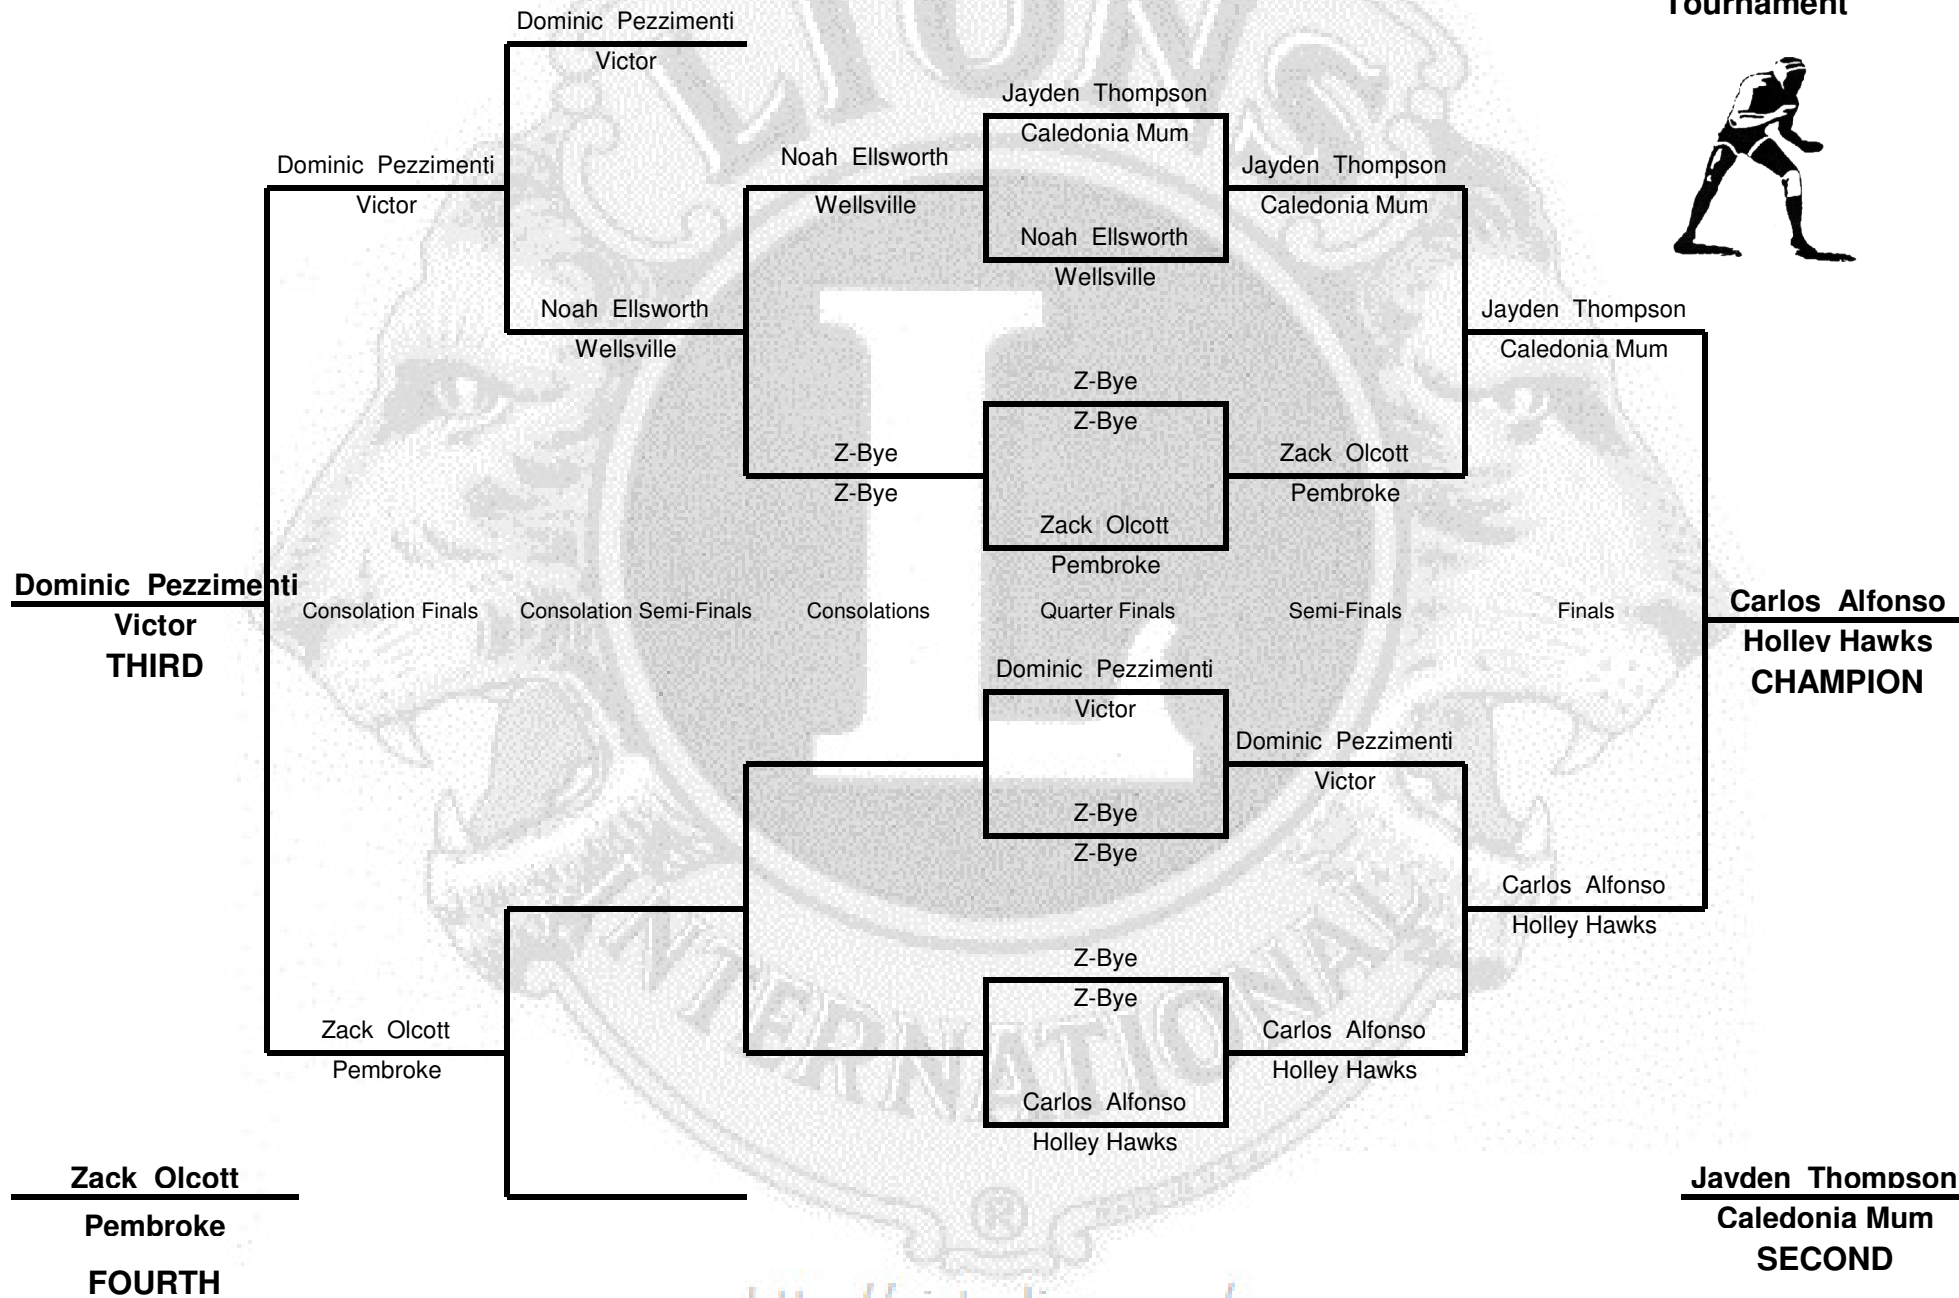 Tournament
Dominic Pezzimenti
Victor
Jayden Thompson
Caledonia Mum
Dominic Pezzimenti
Victor
Noah Ellsworth
Wellsville
Jayden Thompson
Caledonia Mum
Noah Ellsworth
Wellsville
Noah Ellsworth
Wellsville
Jayden Thompson
Caledonia Mum
Z-Bye
Z-Bye
Z-Bye
Z-Bye
Zack Olcott
Pembroke
Zack Olcott
Pembroke
Dominic Pezzimenti
Victor
THIRD
Consolation Finals
Consolation Semi-Finals
Consolations
Quarter Finals
Semi-Finals
Finals
Carlos Alfonso
Holley Hawks
CHAMPION
Dominic Pezzimenti
Victor
Dominic Pezzimenti
Victor
Z-Bye
Z-Bye
Carlos Alfonso
Holley Hawks
Z-Bye
Z-Bye
Zack Olcott
Pembroke
Carlos Alfonso
Holley Hawks
Carlos Alfonso
Holley Hawks
Zack Olcott
Pembroke
FOURTH
Jayden Thompson
Caledonia Mum
SECOND
LIONS
L
INTERNATIONAL
®